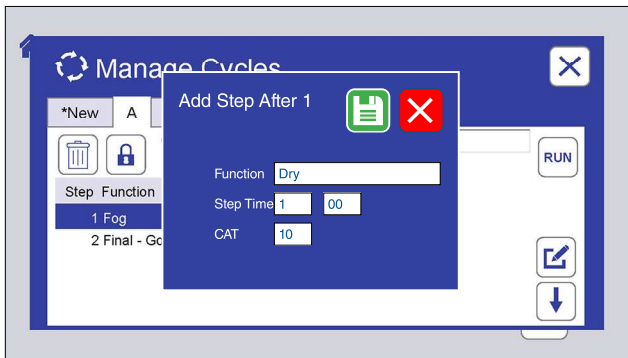 Manage Cycles
*New A
Add Step After 1
RUN
Function Dry
Step Time 1 00
CAT 10
Step Function
1 Fog
2 Final - Go